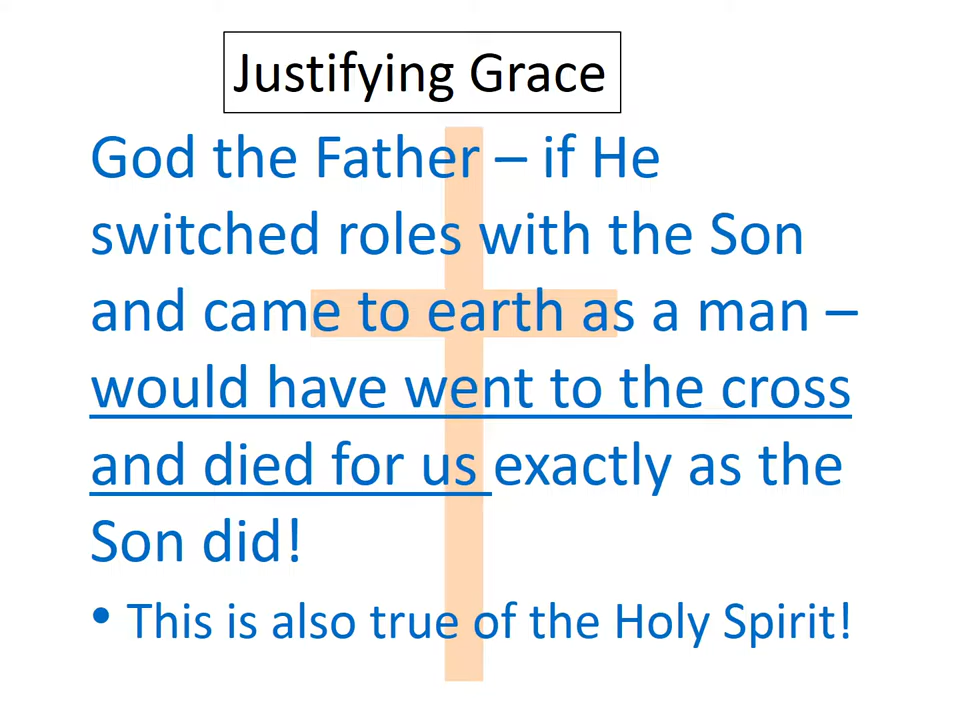 Justifying Grace
God the Father – if He
switched roles with the Son
and came to earth as a man –
would have went to the cross
and died for us exactly as the
Son did!
• This is also true of the Holy Spirit!